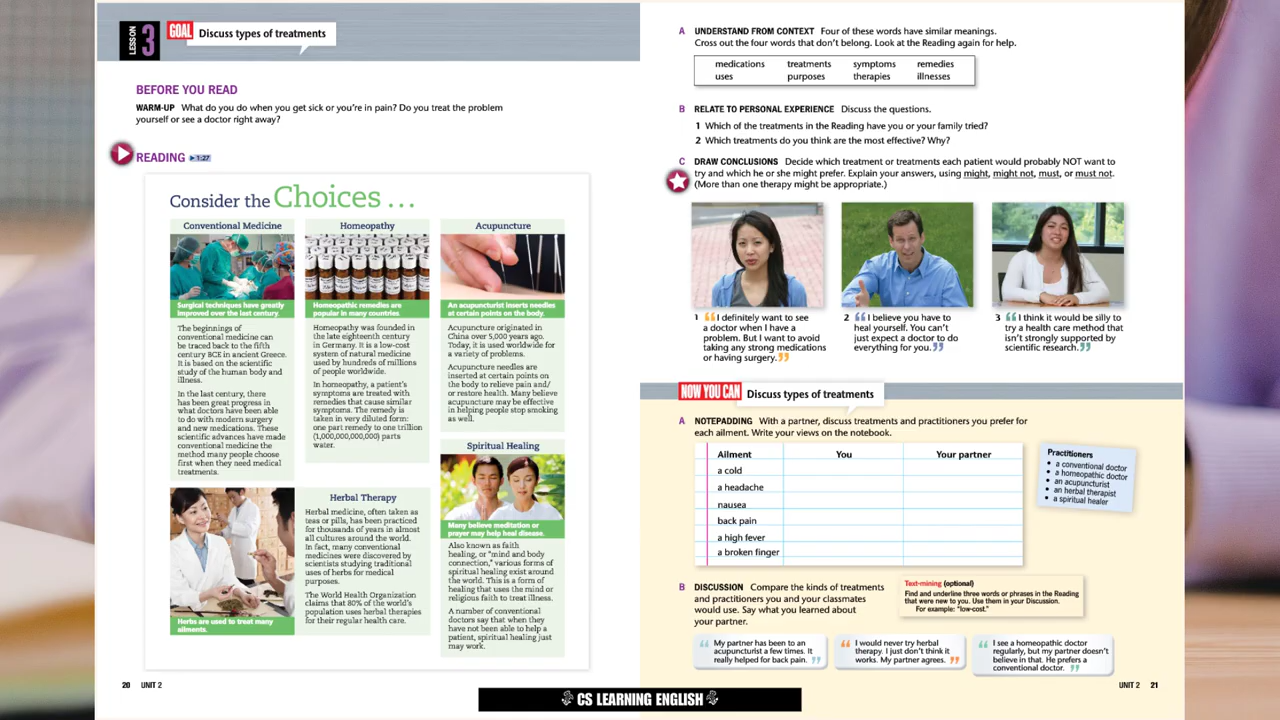 LESSON 3
GOAL Discuss types of treatments
BEFORE YOU READ
WARM-UP What do you do when you get sick or you're in pain? Do you treat the problem
yourself or see a doctor right away?
READING 1:27
Consider the Choices ...
Conventional Medicine
Surgical techniques have greatly
improved over the last century.
The beginnings of
conventional medicine can
be traced back to the fifth
century BCE in ancient Greece.
It is based on the scientific
study of the human body and
illness.
In the last century, there
has been great progress in
what doctors have been able
to do with modern surgery
and new medications. These
scientific advances have made
conventional medicine the
method many people choose
first when they need medical
treatments.
Homeopathy
Homeopathic remedies are
popular in many countries.
Homeopathy was founded in
the late eighteenth century
in Germany. It is a low-cost
system of natural medicine
used by hundreds of millions
of people worldwide.
In homeopathy, a patient's
symptoms are treated with
remedies that cause similar
symptoms. The remedy is
taken in very diluted form:
one part remedy to one trillion
(1,000,000,000,000) parts
water.
Acupuncture
An acupuncturist inserts needles
at certain points on the body.
Acupuncture originated in
China over 5,000 years ago.
Today, it is used worldwide for
a variety of problems.
Acupuncture needles are
inserted at certain points on
the body to relieve pain and/
or restore health. Many believe
acupuncture may be effective
in helping people stop smoking
as well.
Herbs are used to treat many
ailments.
Herbal Therapy
Herbal medicine, often taken as
teas or pills, has been practiced
for thousands of years in almost
all cultures around the world.
In fact, many conventional
medicines were discovered by
scientists studying traditional
uses of herbs for medical
purposes.
The World Health Organization
claims that 80% of the world's
population uses herbal therapies
for their regular health care.
Spiritual Healing
Many believe meditation or
prayer may help heal disease.
Also known as faith
healing, or "mind and body
connection," various forms of
spiritual healing exist around
the world. This is a form of
healing that uses the mind or
religious faith to treat illness.
A number of conventional
doctors say that when they
have not been able to help a
patient, spiritual healing just
may work.
20 UNIT 2
A UNDERSTAND FROM CONTEXT Four of these words have similar meanings.
Cross out the four words that don't belong. Look at the Reading again for help.
medications treatments symptoms remedies
uses purposes therapies illnesses
B RELATE TO PERSONAL EXPERIENCE Discuss the questions.
1 Which of the treatments in the Reading have you or your family tried?
2 Which treatments do you think are the most effective? Why?
C DRAW CONCLUSIONS Decide which treatment or treatments each patient would probably NOT want to
try and which he or she might prefer. Explain your answers, using might, might not, must, or must not.
(More than one therapy might be appropriate.)
1 "I definitely want to see
a doctor when I have a
problem. But I want to avoid
taking any strong medications
or having surgery."
2 "I believe you have to
heal yourself. You can't
just expect a doctor to do
everything for you."
3 "I think it would be silly to
try a health care method that
isn't strongly supported by
scientific research."
NOW YOU CAN Discuss types of treatments
A NOTEPADDING With a partner, discuss treatments and practitioners you prefer for
each ailment. Write your views on the notebook.
Ailment You Your partner
a cold
a headache
nausea
back pain
a high fever
a broken finger
Practitioners
• a conventional doctor
• a homeopathic doctor
• an acupuncturist
• an herbal therapist
• a spiritual healer
B DISCUSSION Compare the kinds of treatments
and practitioners you and your classmates
would use. Say what you learned about
your partner.
Text-mining (optional)
Find and underline three words or phrases in the Reading
that were new to you. Use them in your Discussion.
For example: "low-cost."
"My partner has been to an
acupuncturist a few times. It
really helped for back pain."
"I would never try herbal
therapy. I just don't think it
works. My partner agrees."
"I see a homeopathic doctor
regularly, but my partner doesn't
believe in that. He prefers a
conventional doctor."
UNIT 2 21
CS LEARNING ENGLISH